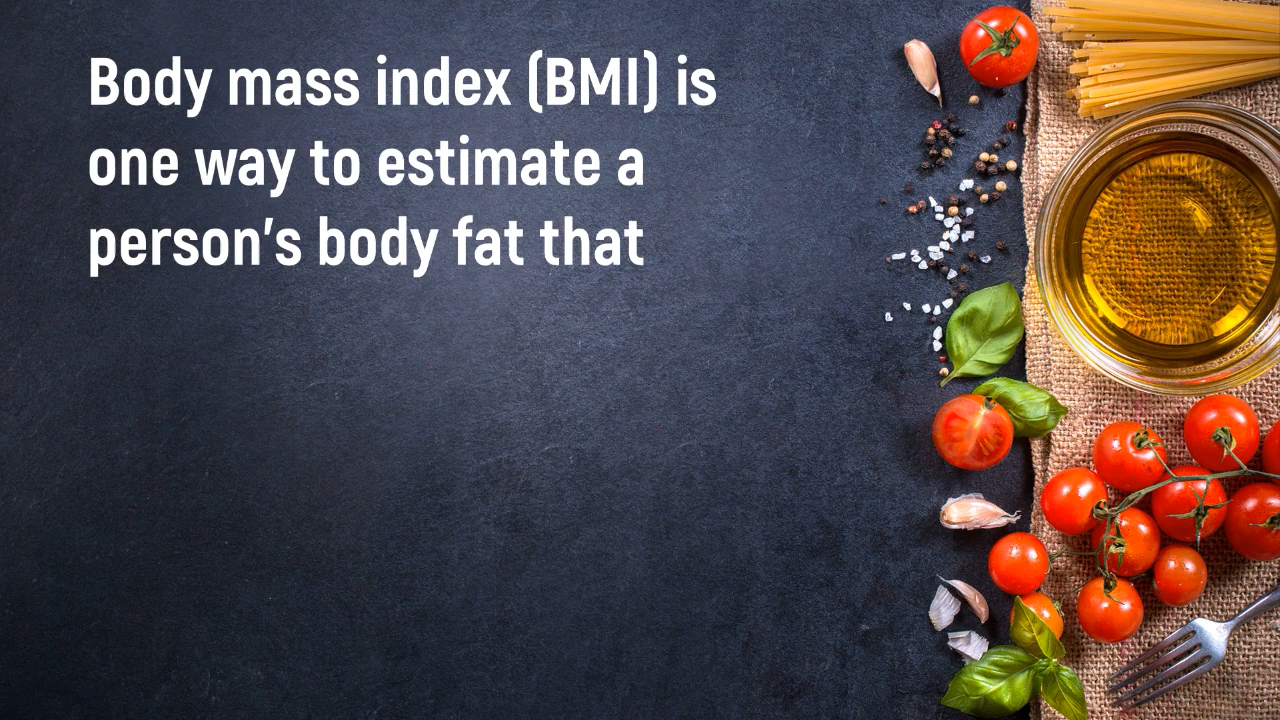 Body mass index (BMI) is
one way to estimate a
person's body fat that